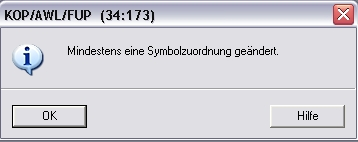 KOP/AWL/FUP (34:173)
Mindestens eine Symbolzuordnung geändert.
OK
Hilfe